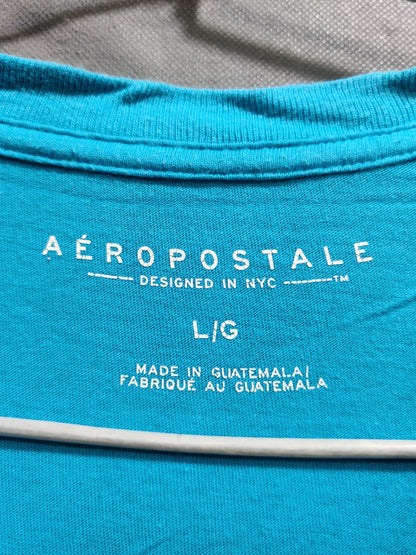 AÉROPOSTALE
DESIGNED IN NYC ™
L/G
MADE IN GUATEMALA/
FABRIQUÉ AU GUATEMALA